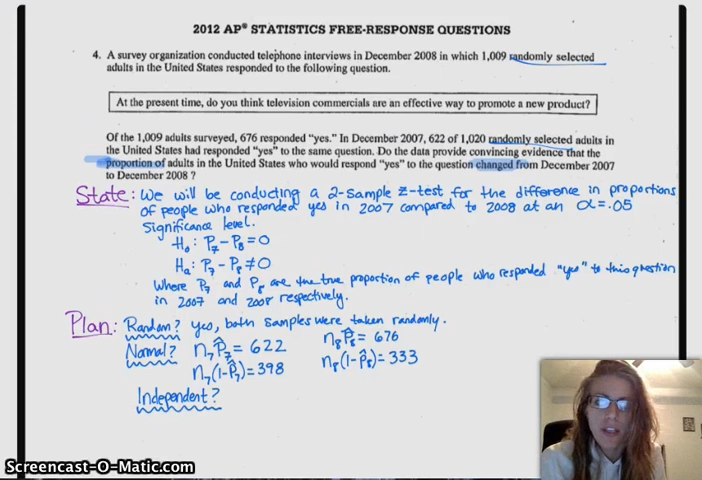 2012 AP® STATISTICS FREE-RESPONSE QUESTIONS
4. A survey organization conducted telephone interviews in December 2008 in which 1,009 randomly selected
adults in the United States responded to the following question.
At the present time, do you think television commercials are an effective way to promote a new product?
Of the 1,009 adults surveyed, 676 responded "yes." In December 2007, 622 of 1,020 randomly selected adults in
the United States had responded "yes" to the same question. Do the data provide convincing evidence that the
proportion of adults in the United States who would respond "yes" to the question changed from December 2007
to December 2008 ?
State: We will be conducting a 2-Sample Z-test for the difference in proportions
of people who responded yes in 2007 compared to 2008 at an α=.05
Significance level.
H₀: P₇ - P₈ = 0
Hₐ: P₇ - P₈ ≠ 0
Where P₇ and P₈ are the true proportion of people who responded "yes" to this question
in 2007 and 2008 respectively.
Plan: Random? yes, both samples were taken randomly.
Normal? n₇P̂₇ = 622 n₈P̂₈ = 676
n₇(1-P̂₇)=398 n₈(1-P̂₈)=333
Independent?
Screencast-O-Matic.com